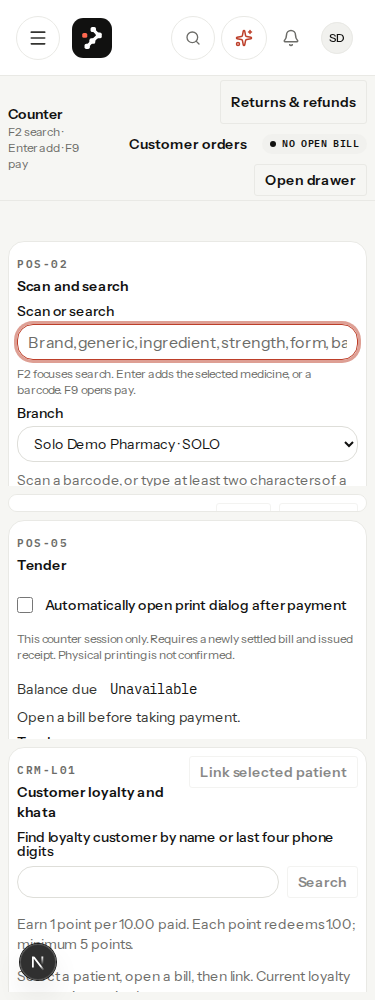 SD
Counter
F2 search ·
Enter add · F9
pay
Returns & refunds
Customer orders
NO OPEN BILL
Open drawer
POS-02
Scan and search
Scan or search
Brand, generic, ingredient, strength, form, ba
F2 focuses search. Enter adds the selected medicine, or a
barcode. F9 opens pay.
Branch
Solo Demo Pharmacy · SOLO
Scan a barcode, or type at least two characters of a
POS-05
Tender
Automatically open print dialog after payment
This counter session only. Requires a newly settled bill and issued
receipt. Physical printing is not confirmed.
Balance due Unavailable
Open a bill before taking payment.
CRM-L01
Link selected patient
Customer loyalty and
khata
Find loyalty customer by name or last four phone
digits
Search
Earn 1 point per 10.00 paid. Each point redeems 1.00;
minimum 5 points.
N
a patient, open a bill, then link. Current loyalty